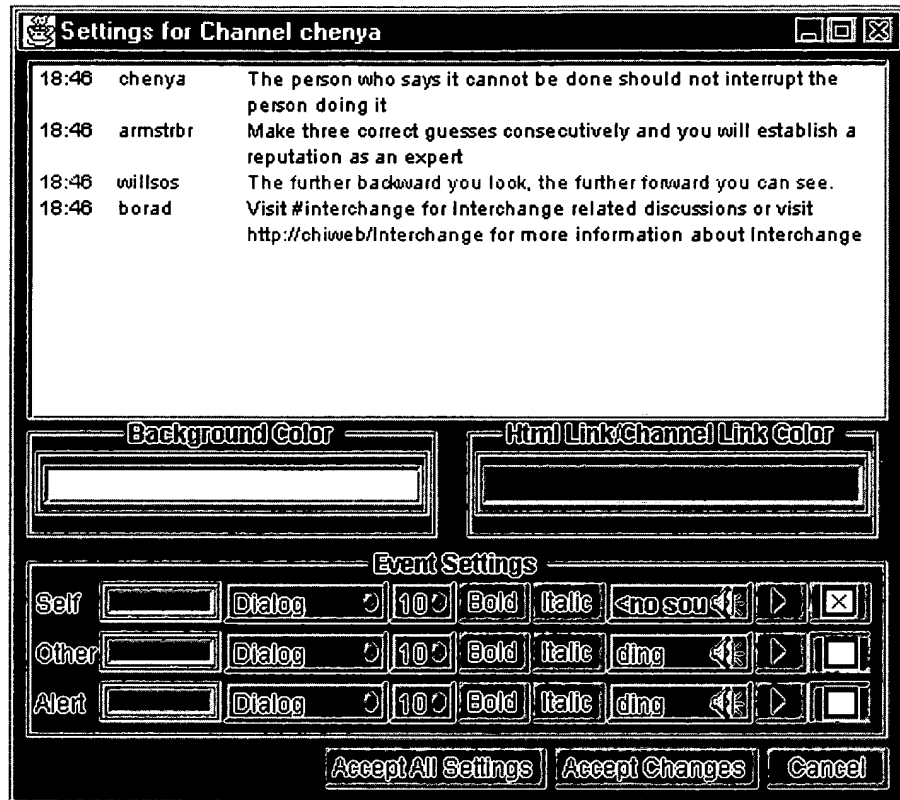 Settings for Channel chenya
18:46 chenya The person who says it cannot be done should not interrupt the
person doing it
18:46 armstrbr Make three correct guesses consecutively and you will establish a
reputation as an expert
18:46 willsos The further backward you look, the further forward you can see.
18:46 borad Visit #interchange for Interchange related discussions or visit
http://chiweb/Interchange for more information about Interchange
Background Color Html Link/Channel Link Color
Event Settings
Self Dialog 10 Bold Italic <no sou
Other Dialog 10 Bold Italic ding
Alert Dialog 10 Bold Italic ding
Accept All Settings Accept Changes Cancel